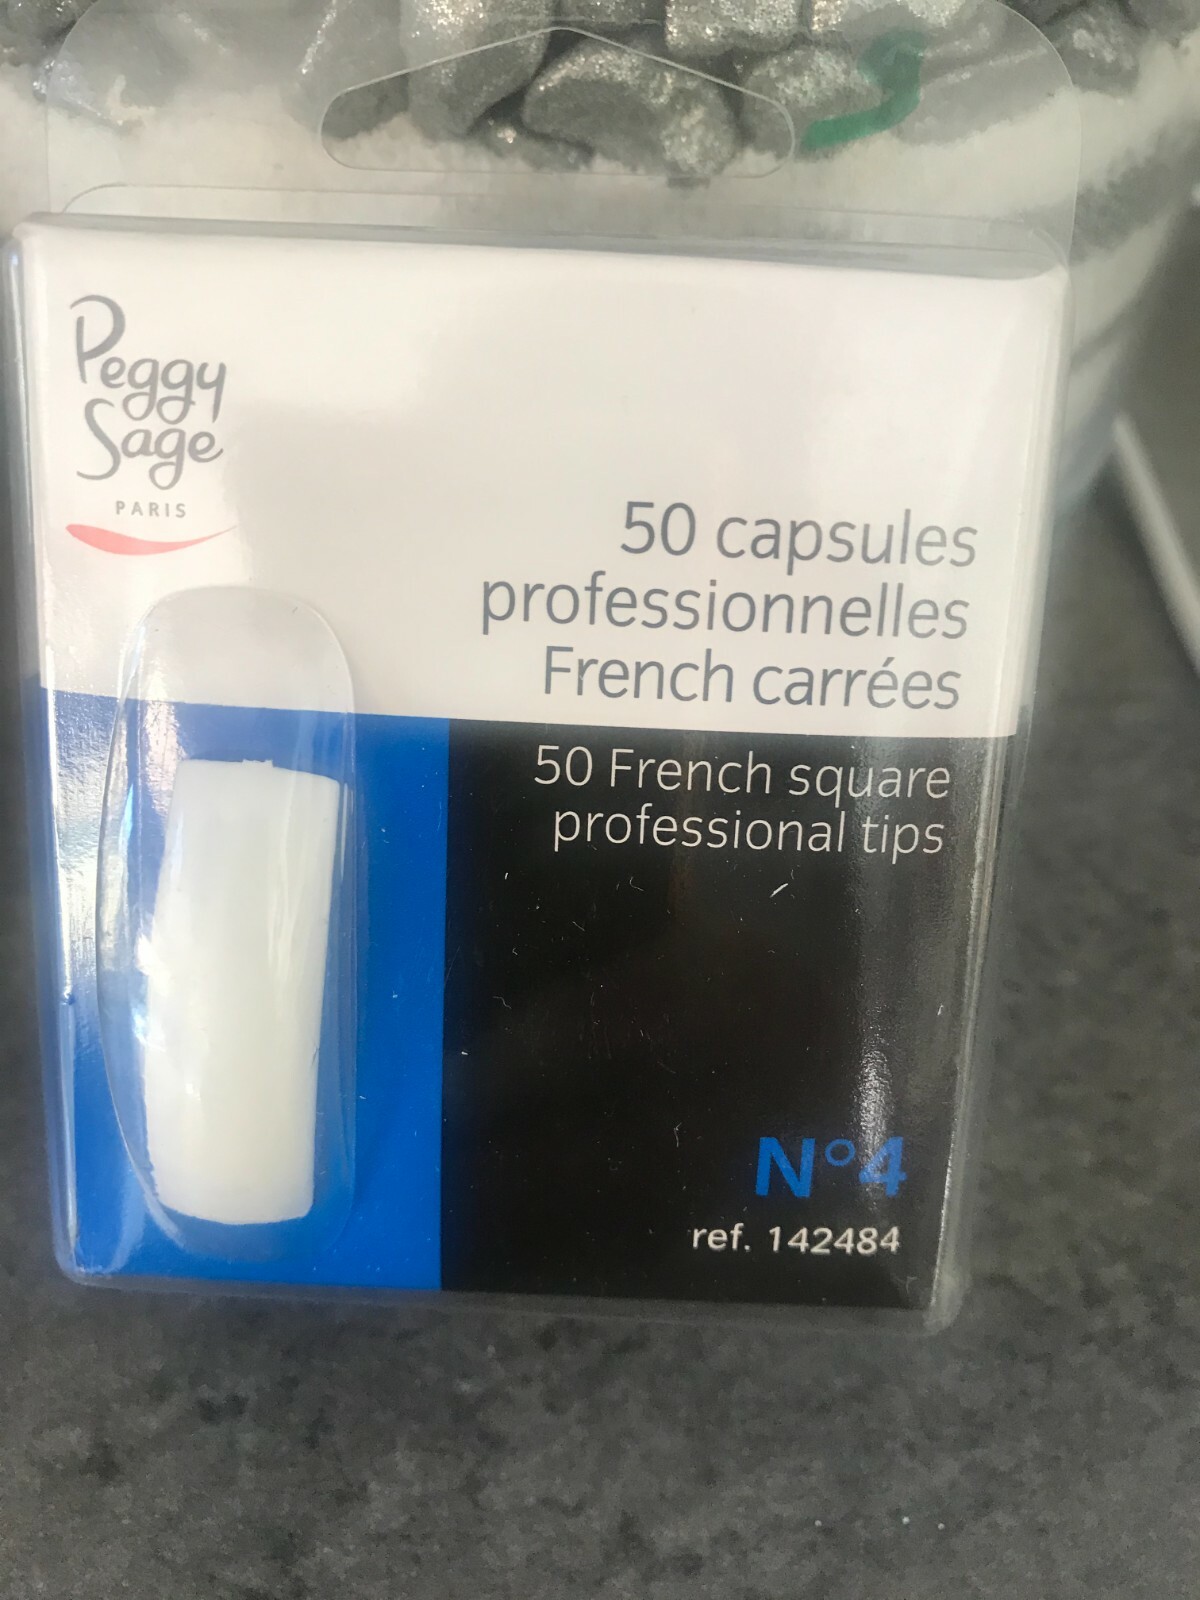 Peggy
Sage
PARIS
50 capsules
professionnelles
French carrées
50 French square
professional tips
N°4
ref. 142484